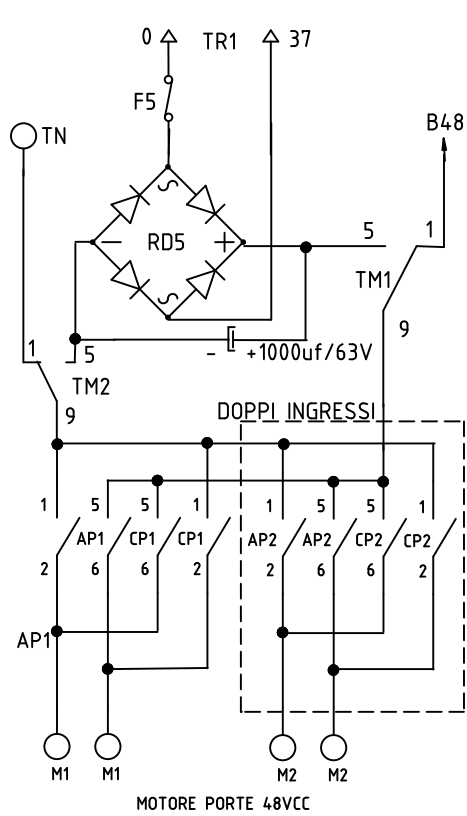 0 TR1 37
F5
TN
B48
RD5
5 1
TM1
- +1000uf/63V
9
1 5
TM2
9
DOPPI INGRESSI
1 5 5 1 1 5 5 1
AP1 CP1 CP1 AP2 AP2 CP2 CP2
2 6 6 2 2 6 6 2
AP1
M1 M1 M2 M2
MOTORE PORTE 48VCC